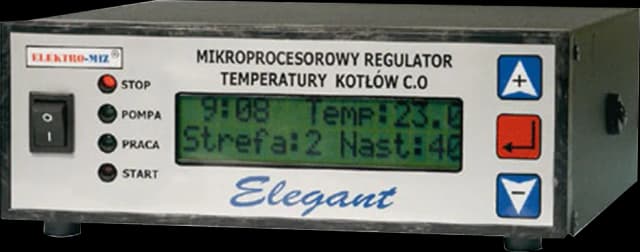 ELEKTRO-MIZ®
MIKROPROCESOROWY REGULATOR
TEMPERATURY KOTŁÓW C.O
STOP
POMPA
PRACA
START
9:08 Temp:23.0
Strefa:2 Nast:40
Elegant
+
−